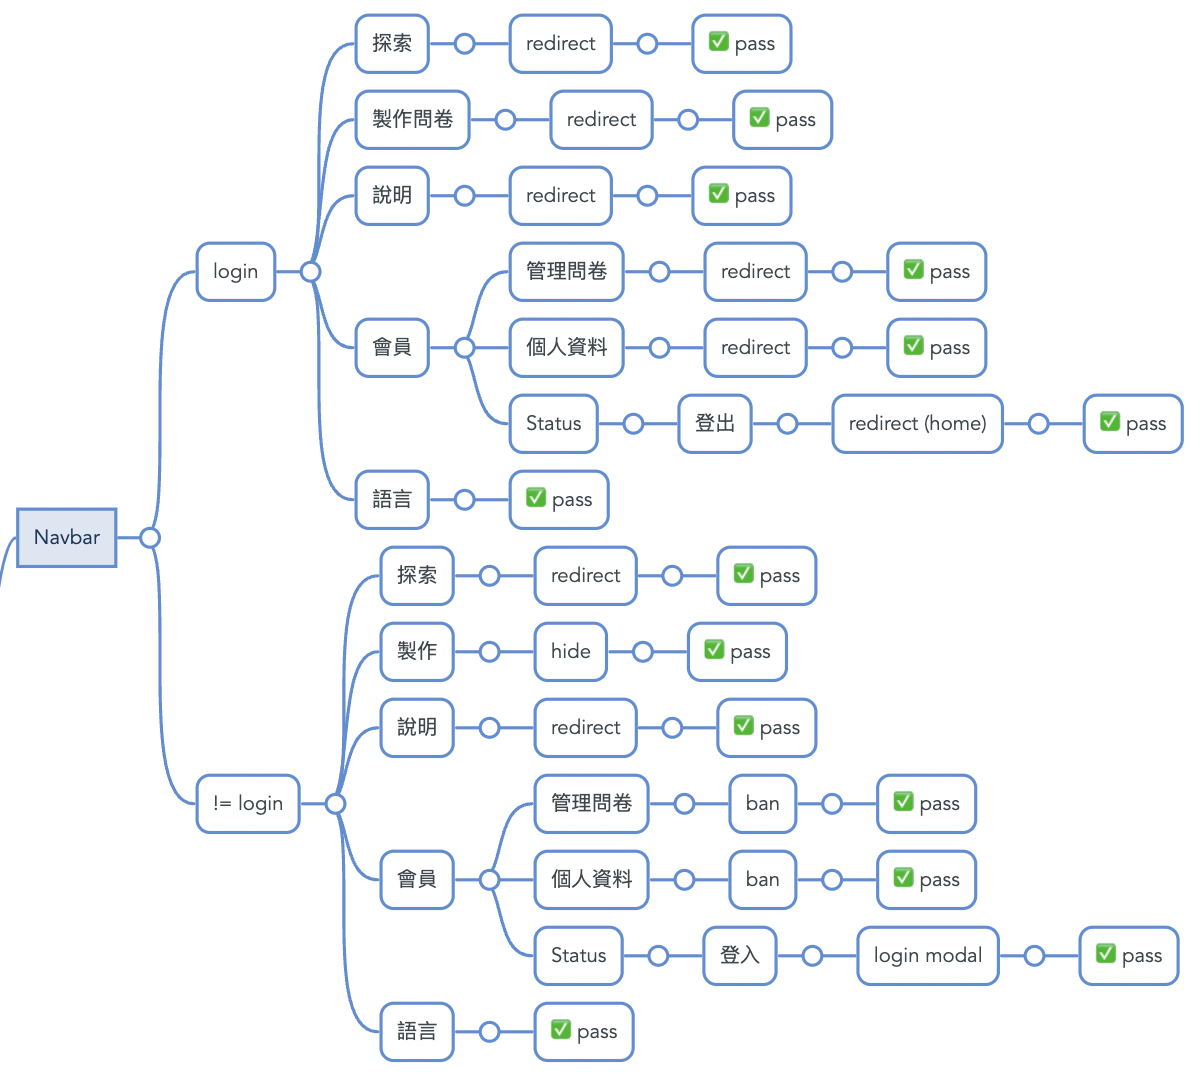 探索 redirect ✅ pass
製作問卷 redirect ✅ pass
說明 redirect ✅ pass
login
管理問卷 redirect ✅ pass
會員
個人資料 redirect ✅ pass
Status 登出 redirect (home) ✅ pass
語言 ✅ pass
Navbar
探索 redirect ✅ pass
製作 hide ✅ pass
說明 redirect ✅ pass
!= login
管理問卷 ban ✅ pass
會員
個人資料 ban ✅ pass
Status 登入 login modal ✅ pass
語言 ✅ pass